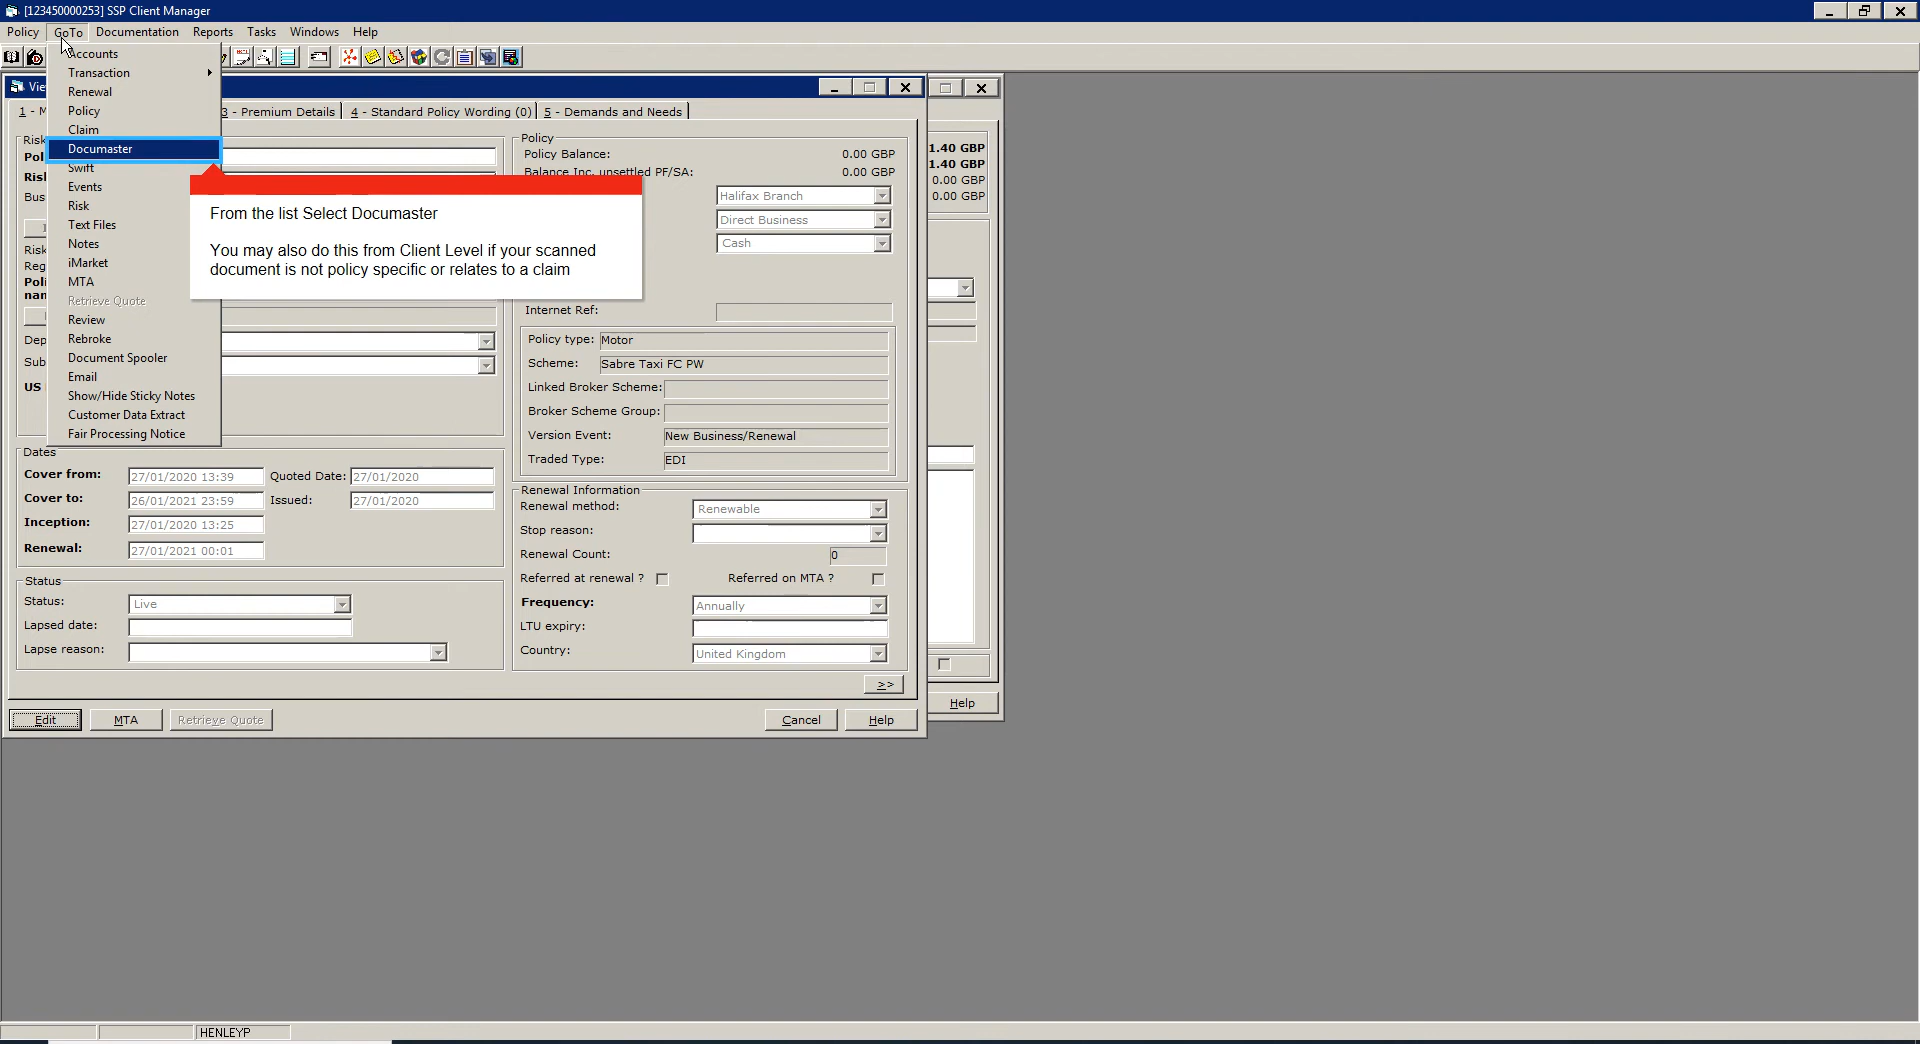 [123450000253] SSP Client Manager
Policy GoTo Documentation Reports Tasks Windows Help
Accounts
Transaction
Renewal
Policy
Claim
Documaster
Swift
Events
Risk
Text Files
Notes
iMarket
MTA
Retrieve Quote
Review
Rebroke
Document Spooler
Email
Show/Hide Sticky Notes
Customer Data Extract
Fair Processing Notice
From the list Select Documaster
You may also do this from Client Level if your scanned
document is not policy specific or relates to a claim
3 - Premium Details 4 - Standard Policy Wording (0) 5 - Demands and Needs
Policy
Policy Balance: 0.00 GBP
Balance Inc. unsettled PF/SA: 0.00 GBP
Halifax Branch
Direct Business
Cash
Internet Ref:
Policy type: Motor
Scheme: Sabre Taxi FC PW
Linked Broker Scheme:
Broker Scheme Group:
Version Event: New Business/Renewal
Traded Type: EDI
1.40 GBP
1.40 GBP
0.00 GBP
0.00 GBP
Dates
Cover from: 27/01/2020 13:39 Quoted Date: 27/01/2020
Cover to: 26/01/2021 23:59 Issued: 27/01/2020
Inception: 27/01/2020 13:25
Renewal: 27/01/2021 00:01
Status
Status: Live
Lapsed date:
Lapse reason:
Renewal Information
Renewal method: Renewable
Stop reason:
Renewal Count: 0
Referred at renewal ? Referred on MTA ?
Frequency: Annually
LTU expiry:
Country: United Kingdom
>>
Edit MTA Retrieve Quote Cancel Help
Help
HENLEYP